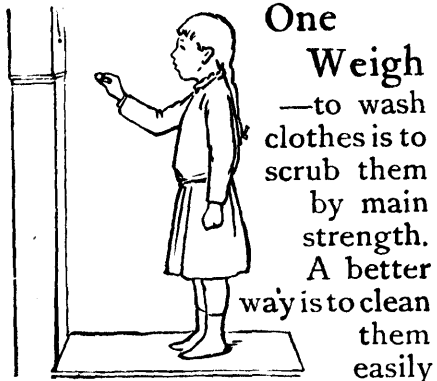 One
Weigh
—to wash
clothes is to
scrub them
by main
strength.
A better
way is to clean
them
easily